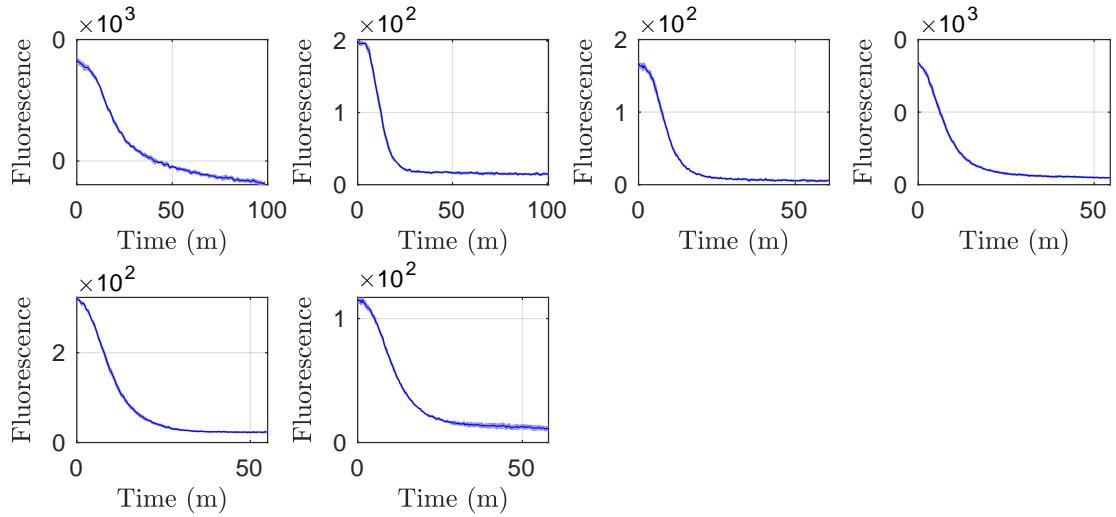 ×10³ ×10² ×10² ×10³
Fluorescence 0 0 0 50 100 Time (m)
Fluorescence 2 1 0 0 50 100 Time (m)
Fluorescence 2 1 0 0 50 Time (m)
Fluorescence 0 0 0 0 50 Time (m)
×10² ×10²
Fluorescence 2 0 0 50 Time (m)
Fluorescence 1 0 0 50 Time (m)